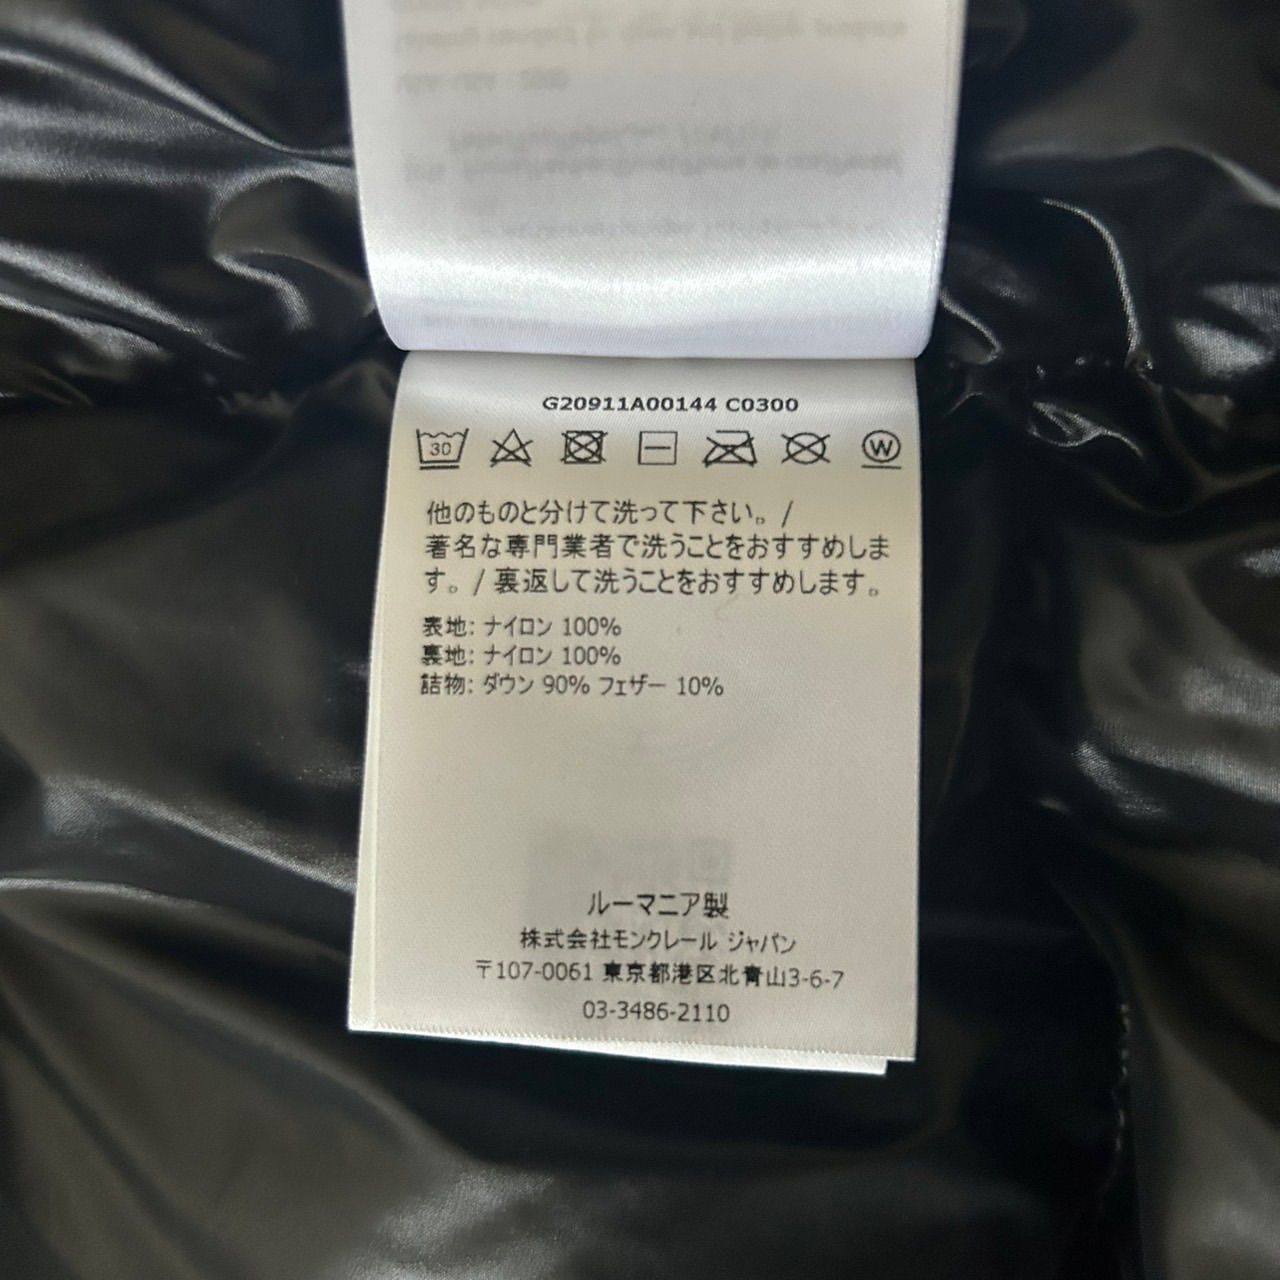 G20911A00144 C0300
30
W
他のものと分けて洗って下さい。/
著名な専門業者で洗うことをおすすめしま
す。/ 裏返して洗うことをおすすめします。
表地: ナイロン 100%
裏地: ナイロン 100%
詰物: ダウン 90% フェザー 10%
ルーマニア製
株式会社モンクレール ジャパン
〒107-0061 東京都港区北青山3-6-7
03-3486-2110